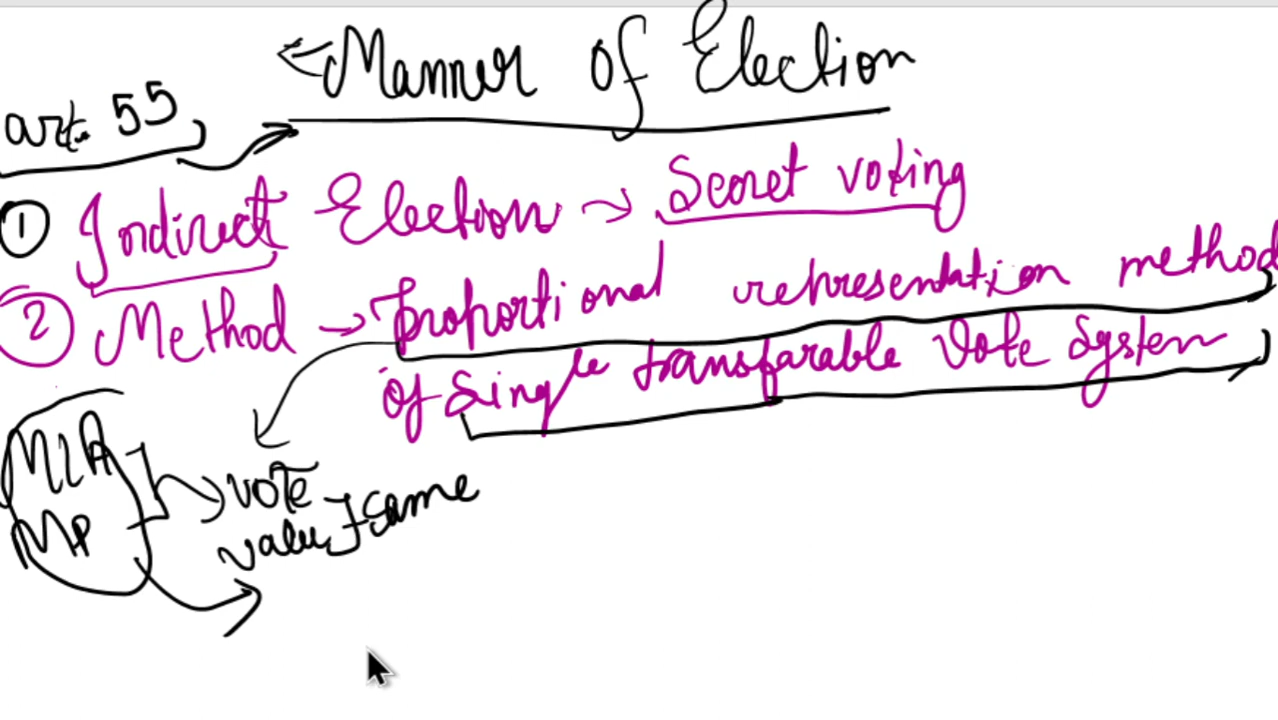 Manner of Election
art. 55
① Indirect Election → Secret voting
② Method → Proportional representation method
of Single transfarable Vote System
MLA
MP
vote
value
same